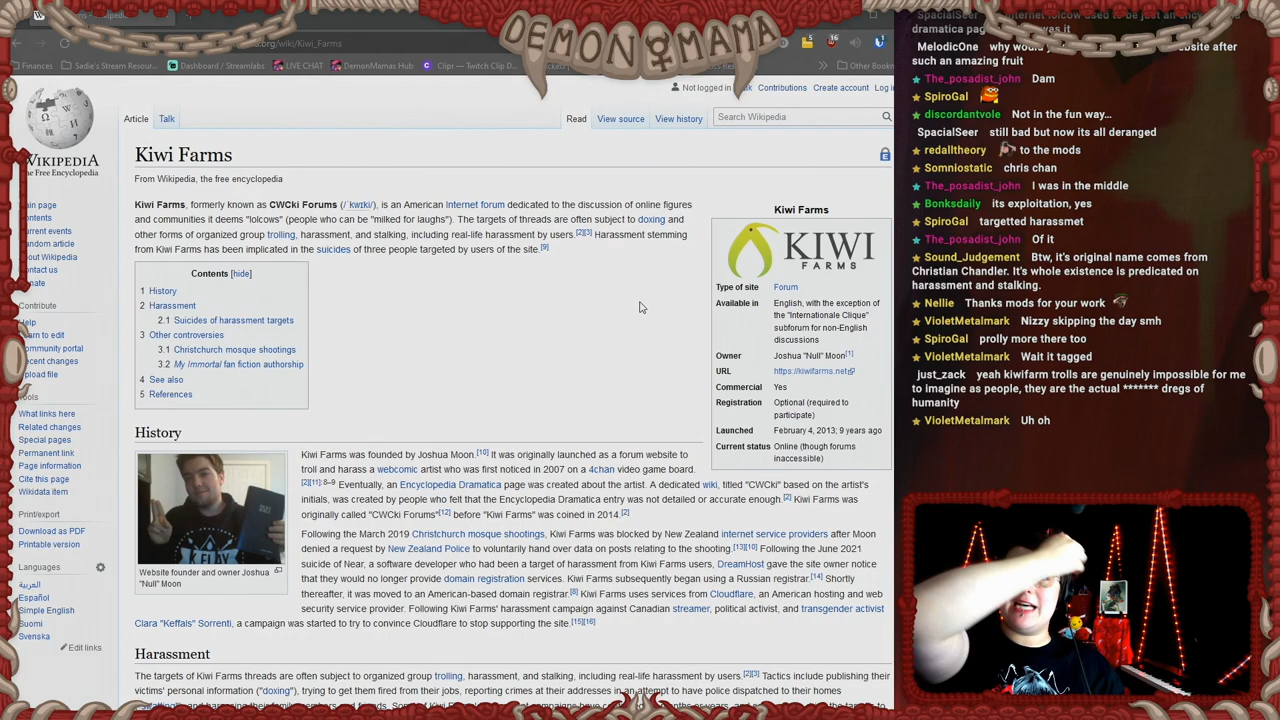 DEMON MAMA
.org/wiki/Kiwi_Farms
Finances
Sadie's Stream Resour...
Dashboard / Streamlabs
LIVE CHAT
DemonMamas Hub
Clipr — Twitch Clip D...
Other Bookm
Not logged in
Talk
Contributions
Create account
Log in
WIKIPEDIA
The Free Encyclopedia
Article
Talk
Read
View source
View history
Search Wikipedia
Kiwi Farms
From Wikipedia, the free encyclopedia
Kiwi Farms, formerly known as CWCki Forums (/ˈkwɪki/), is an American Internet forum dedicated to the discussion of online figures
and communities it deems "lolcows" (people who can be "milked for laughs"). The targets of threads are often subject to doxing and
other forms of organized group trolling, harassment and stalking, including real-life harassment by users.[2][3] Harassment stemming
from Kiwi Farms has been implicated in the suicides of three people targeted by users of the site.[9]
Contents [hide]
1 History
2 Harassment
2.1 Suicides of harassment targets
3 Other controversies
3.1 Christchurch mosque shootings
3.2 My Immortal fan fiction authorship
4 See also
5 References
Kiwi Farms
KIWI
FARMS
Type of site Forum
Available in English, with the exception of
the "Internationale Clique"
subforum for non-English
discussions
Owner Joshua "Null" Moon[1]
URL https://kiwifarms.net
Commercial Yes
Registration Optional (required to
participate)
Launched February 4, 2013; 9 years ago
Current status Online (though forums
inaccessible)
Main page
Contents
Current events
Random article
About Wikipedia
Contact us
Donate
Contribute
Help
Learn to edit
Community portal
Recent changes
Upload file
Tools
What links here
Related changes
Special pages
Permanent link
Page information
Cite this page
Wikidata item
Print/export
Download as PDF
Printable version
Languages
العربية
Español
Simple English
Suomi
Svenska
Edit links
History
Website founder and owner Joshua
"Null" Moon
Kiwi Farms was founded by Joshua Moon.[10] It was originally launched as a forum website to
troll and harass a webcomic artist who was first noticed in 2007 on a 4chan video game board.
[2][11]: 8–9 Eventually, an Encyclopedia Dramatica page was created about the artist. A dedicated wiki, titled "CWCki" based on the artist's
initials, was created by people who felt that the Encyclopedia Dramatica entry was not detailed or accurate enough.[2] Kiwi Farms was
originally called "CWCki Forums"[12] before "Kiwi Farms" was coined in 2014.[2]
Following the March 2019 Christchurch mosque shootings, Kiwi Farms was blocked by New Zealand internet service providers after Moon
denied a request by New Zealand Police to voluntarily hand over data on posts relating to the shooting.[13][10] Following the June 2021
suicide of Near, a software developer who had been a target of harassment from Kiwi Farms users, DreamHost gave the site owner notice
that they would no longer provide domain registration services. Kiwi Farms subsequently began using a Russian registrar.[14] Shortly
thereafter, it was moved to an American-based domain registrar.[8] Kiwi Farms uses services from Cloudflare, an American hosting and web
security service provider. Following Kiwi Farms' harassment campaign against Canadian streamer, political activist, and transgender activist
Clara "Keffals" Sorrenti, a campaign was started to try to convince Cloudflare to stop supporting the site.[15][16]
Harassment
The targets of Kiwi Farms threads are often subject to organized group trolling, harassment, and stalking, including real-life harassment by users.[2][3] Tactics include publishing their
victims' personal information ("doxing"), trying to get them fired from their jobs, reporting crimes at their addresses in an attempt to have police dispatched to their homes
SpacialSeer
dramatica page
MelodicOne why would
website after
such an amazing fruit
The_posadist_john Dam
SpiroGal
discordantvole Not in the fun way...
SpacialSeer still bad but now its all deranged
redalltheory to the mods
Somniostatic chris chan
The_posadist_john I was in the middle
Bonksdaily its exploitation, yes
SpiroGal targetted harassmet
The_posadist_john Of it
Sound_Judgement Btw, it's original name comes from
Christian Chandler. It's whole existence is predicated on
harassment and stalking.
Nellie Thanks mods for your work
VioletMetalmark Nizzy skipping the day smh
SpiroGal prolly more there too
VioletMetalmark Wait it tagged
just_zack yeah kiwifarm trolls are genuinely impossible for me
to imagine as people, they are the actual ******* dregs of
humanity
VioletMetalmark Uh oh